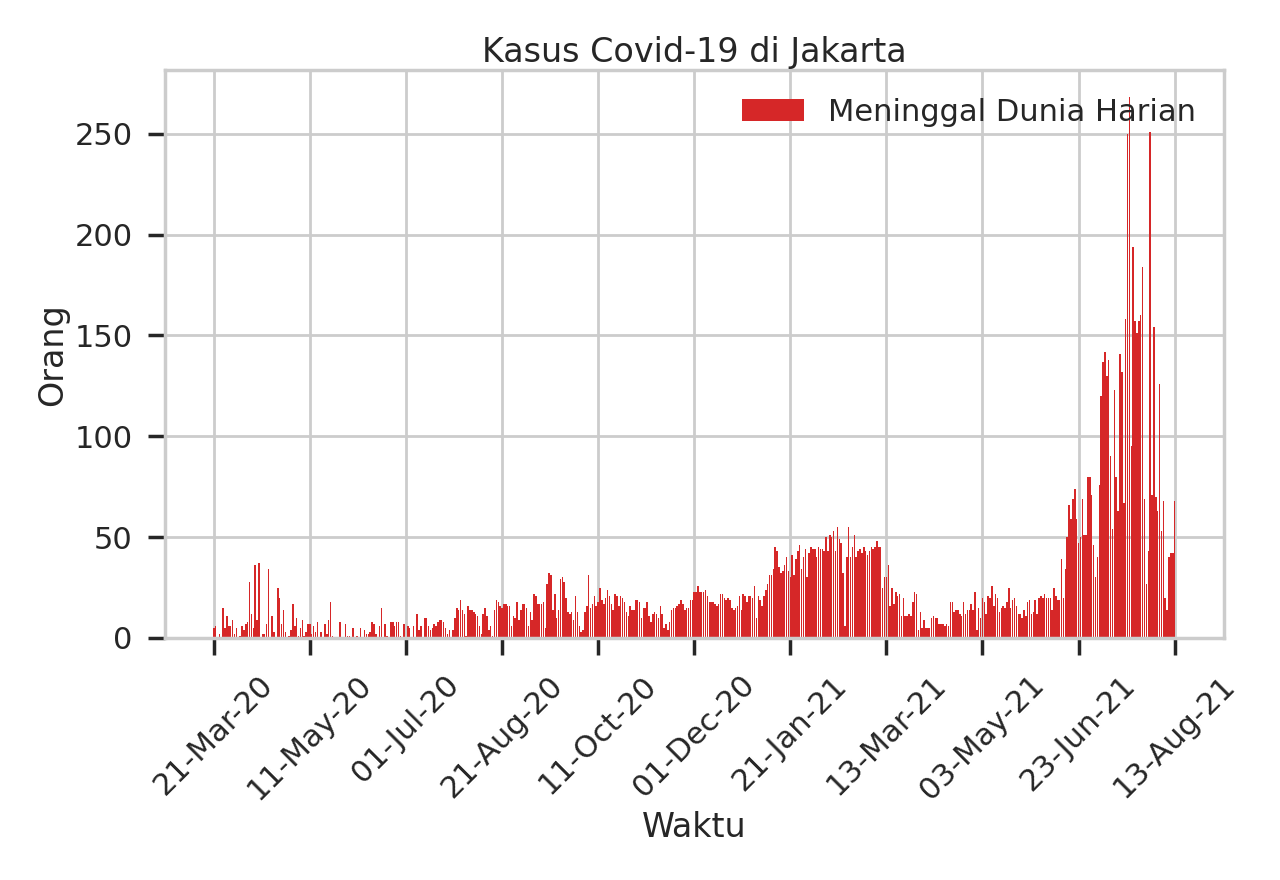 Kasus Covid-19 di Jakarta
Meninggal Dunia Harian
250
200
150
100
50
0
Orang
21-Mar-20
11-May-20
01-Jul-20
21-Aug-20
11-Oct-20
01-Dec-20
21-Jan-21
13-Mar-21
03-May-21
23-Jun-21
13-Aug-21
Waktu